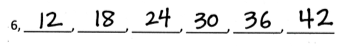 6, 12, 18, 24, 30, 36, 42